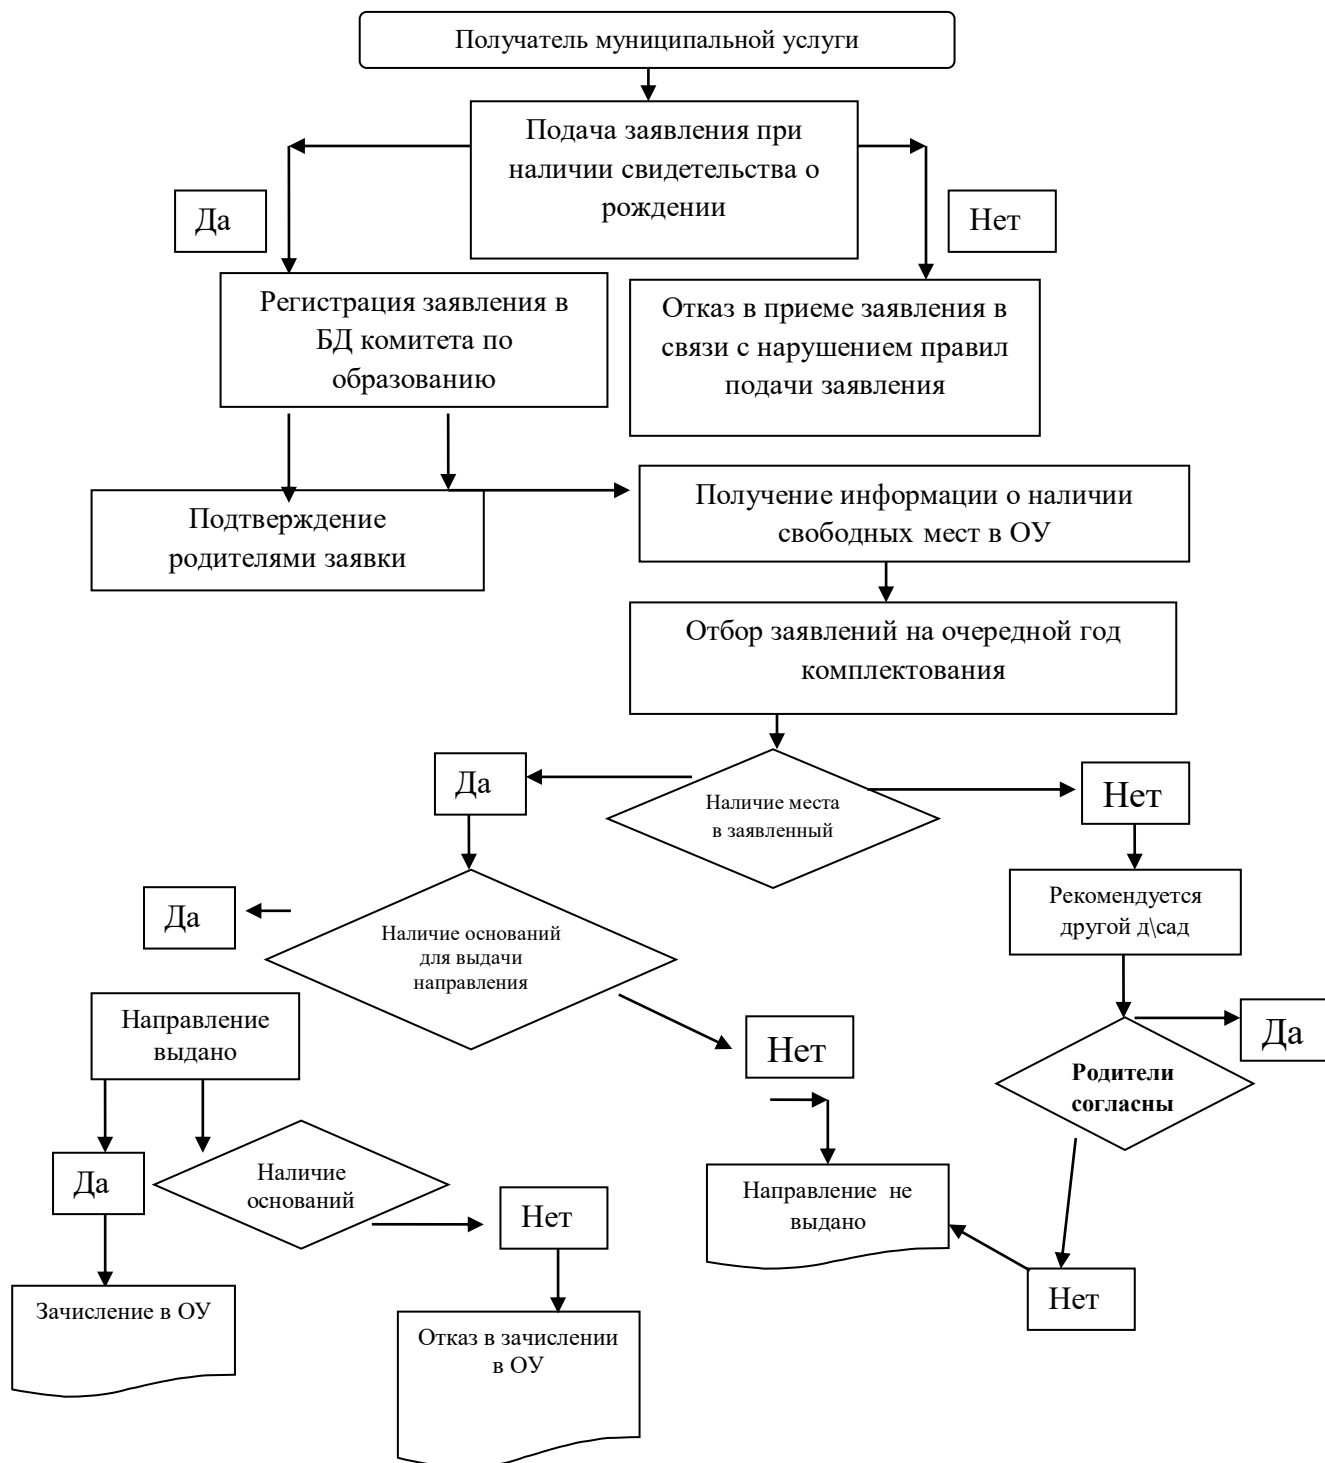 Получатель муниципальной услуги
Подача заявления при
наличии свидетельства о
рождении
Да
Нет
Регистрация заявления в
БД комитета по
образованию
Отказ в приеме заявления в
связи с нарушением правил
подачи заявления
Подтверждение
родителями заявки
Получение информации о наличии
свободных мест в ОУ
Отбор заявлений на очередной год
комплектования
Да
Наличие места
в заявленный
Нет
Да
Наличие оснований
для выдачи
направления
Рекомендуется
другой д\сад
Направление
выдано
Нет
Да
Родители
согласны
Да
Наличие
оснований
Нет
Направление не
выдано
Нет
Зачисление в ОУ
Отказ в зачислении
в ОУ